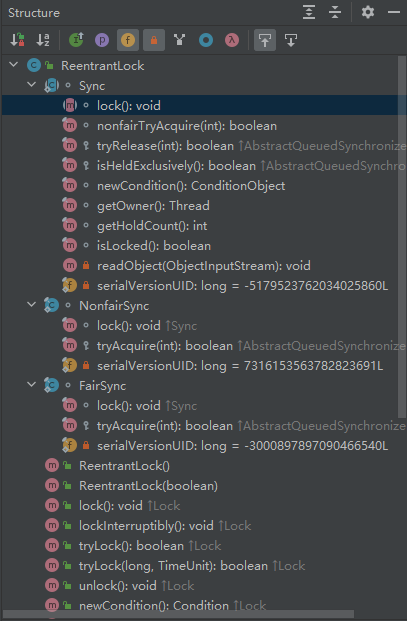 Structure
ReentrantLock
Sync
lock(): void
nonfairTryAcquire(int): boolean
tryRelease(int): boolean ↑AbstractQueuedSynchronize
isHeldExclusively(): boolean ↑AbstractQueuedSynchro
newCondition(): ConditionObject
getOwner(): Thread
getHoldCount(): int
isLocked(): boolean
readObject(ObjectInputStream): void
serialVersionUID: long = -5179523762034025860L
NonfairSync
lock(): void ↑Sync
tryAcquire(int): boolean ↑AbstractQueuedSynchronize
serialVersionUID: long = 7316153563782823691L
FairSync
lock(): void ↑Sync
tryAcquire(int): boolean ↑AbstractQueuedSynchronize
serialVersionUID: long = -3000897897090466540L
ReentrantLock()
ReentrantLock(boolean)
lock(): void ↑Lock
lockInterruptibly(): void ↑Lock
tryLock(): boolean ↑Lock
tryLock(long, TimeUnit): boolean ↑Lock
unlock(): void ↑Lock
newCondition(): Condition ↑Lock